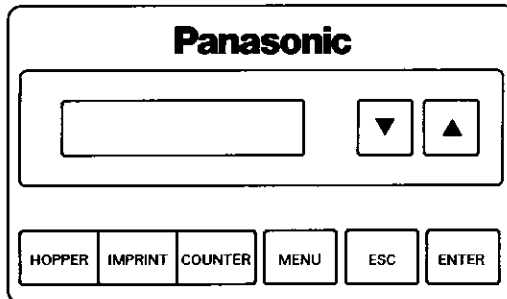 Panasonic
▼ ▲
HOPPER IMPRINT COUNTER MENU ESC ENTER